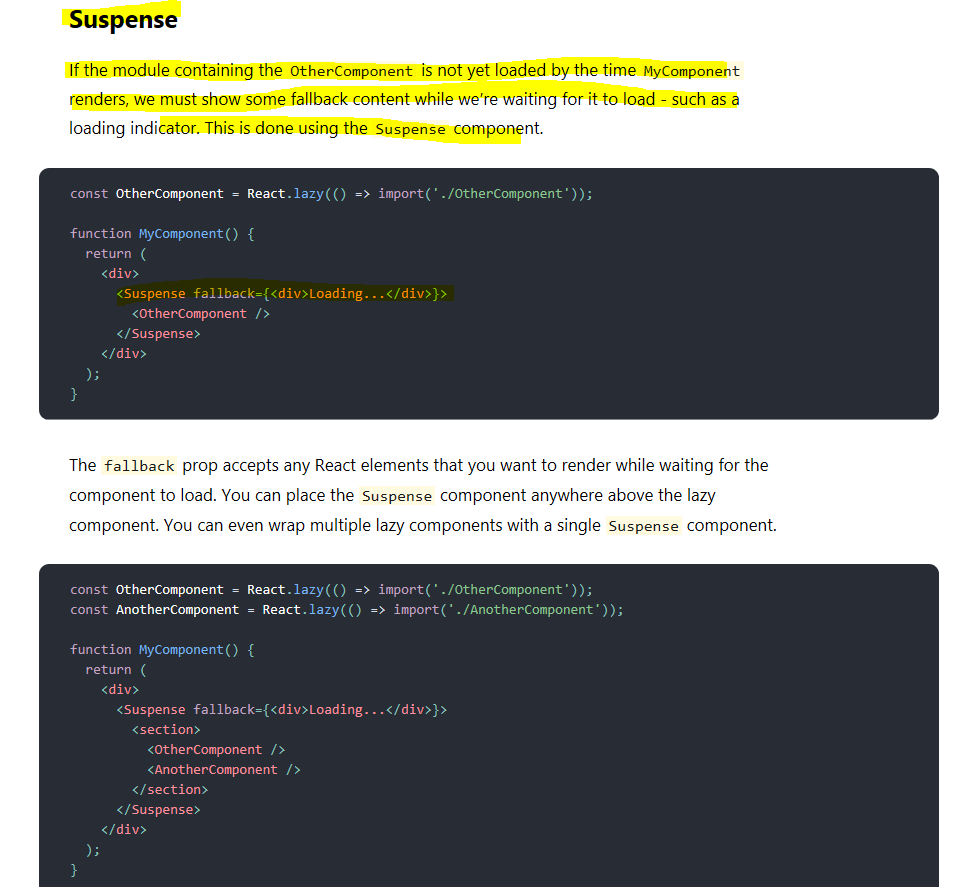 Suspense
If the module containing the OtherComponent is not yet loaded by the time MyComponent
renders, we must show some fallback content while we’re waiting for it to load - such as a
loading indicator. This is done using the Suspense component.
const OtherComponent = React.lazy(() => import('./OtherComponent'));
function MyComponent() {
  return (
    <div>
      <Suspense fallback={<div>Loading...</div>}>
        <OtherComponent />
      </Suspense>
    </div>
  );
}
The fallback prop accepts any React elements that you want to render while waiting for the
component to load. You can place the Suspense component anywhere above the lazy
component. You can even wrap multiple lazy components with a single Suspense component.
const OtherComponent = React.lazy(() => import('./OtherComponent'));
const AnotherComponent = React.lazy(() => import('./AnotherComponent'));
function MyComponent() {
  return (
    <div>
      <Suspense fallback={<div>Loading...</div>}>
        <section>
          <OtherComponent />
          <AnotherComponent />
        </section>
      </Suspense>
    </div>
  );
}